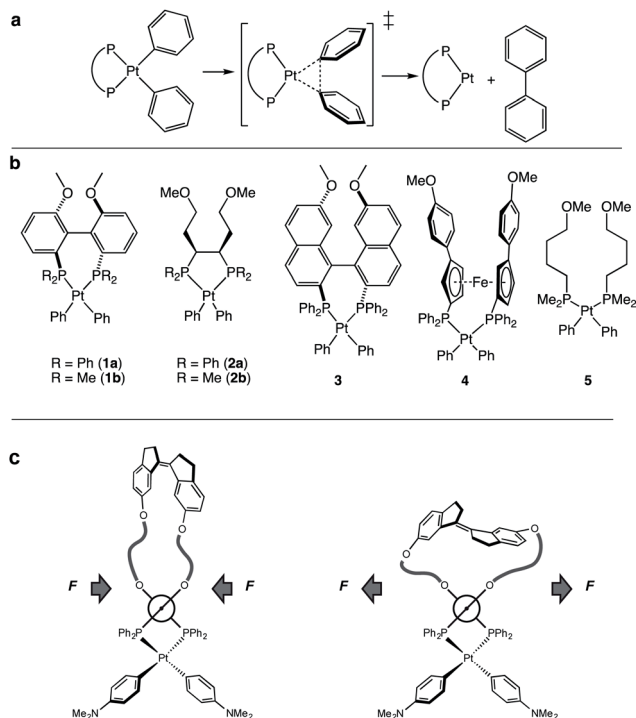 a
P
P
Pt
P
P
Pt
‡
P
P
Pt
+
b
O
O
R2P
PR2
Pt
Ph
Ph
R = Ph (1a)
R = Me (1b)
MeO
OMe
R2P
PR2
Pt
Ph
Ph
R = Ph (2a)
R = Me (2b)
O
O
Ph2P
PPh2
Pt
Ph
Ph
3
MeO
OMe
Fe
Ph2P
PPh2
Pt
Ph
Ph
4
OMe
MeO
Me2P
PMe2
Pt
Ph
Ph
5
c
O
O
F
F
O
O
Ph2P
PPh2
Pt
Me2N
NMe2
O
O
F
F
O
O
Ph2P
PPh2
Pt
Me2N
NMe2